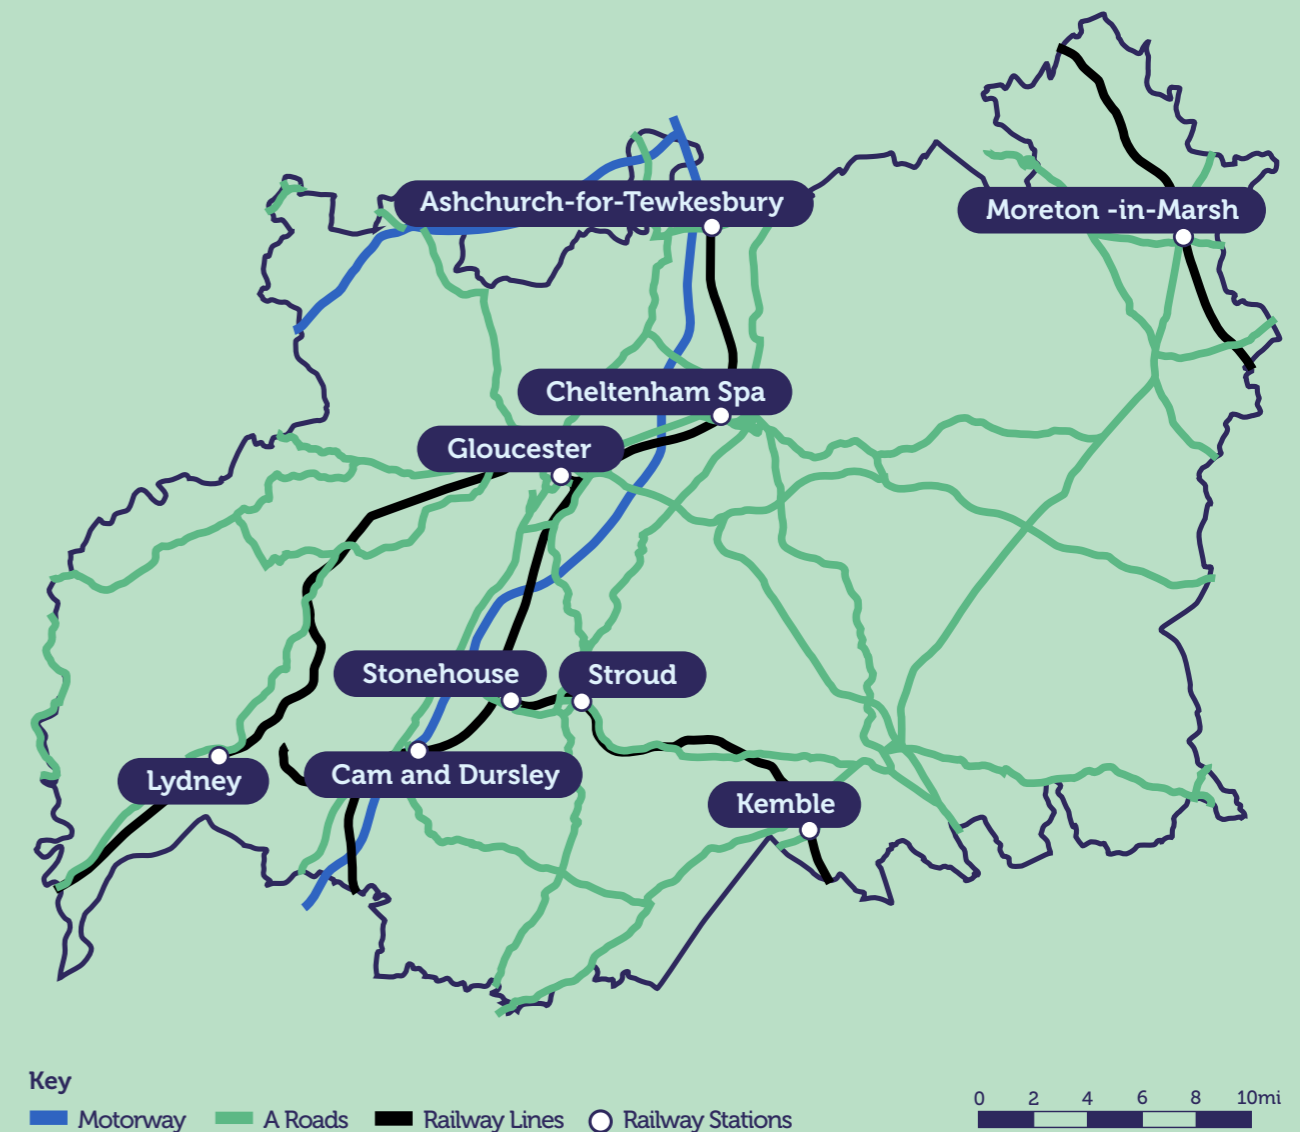 Ashchurch-for-Tewkesbury
Moreton -in-Marsh
Cheltenham Spa
Gloucester
Stonehouse
Stroud
Lydney
Cam and Dursley
Kemble
Key
Motorway
A Roads
Railway Lines
Railway Stations
0 2 4 6 8 10mi